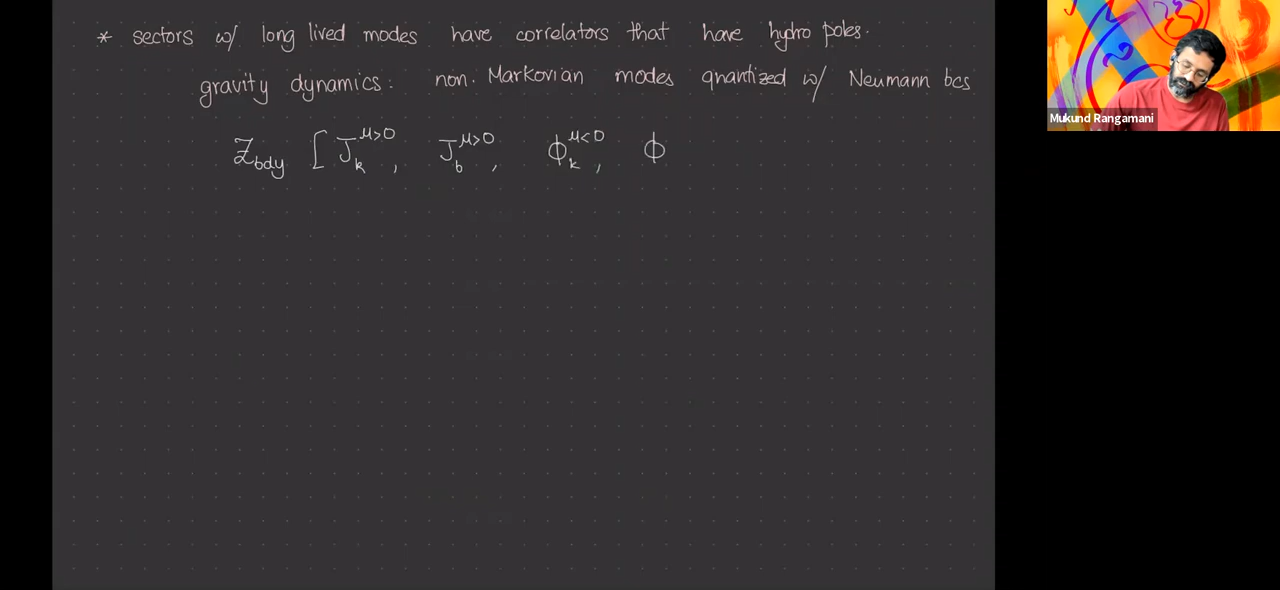 * sectors w/ long lived modes have correlators that have hydro poles.
gravity dynamics: non. Markovian modes quantized w/ Neumann bcs
Z_bdy [ J_k^{μ>0}, J_b^{μ>0}, ϕ_k^{μ<0}, ϕ
Mukund Rangamani